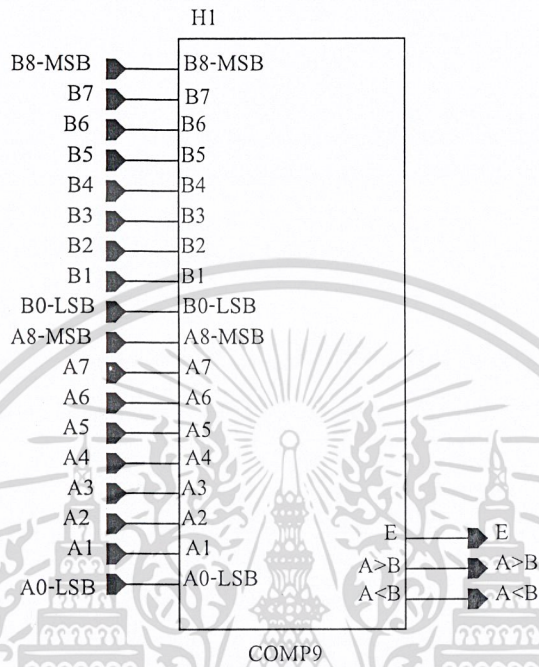 H1
B8-MSB B8-MSB
B7 B7
B6 B6
B5 B5
B4 B4
B3 B3
B2 B2
B1 B1
B0-LSB B0-LSB
A8-MSB A8-MSB
A7 A7
A6 A6
A5 A5
A4 A4
A3 A3
A2 A2
A1 A1
A0-LSB A0-LSB
E E
A>B A>B
A<B A<B
COMP9